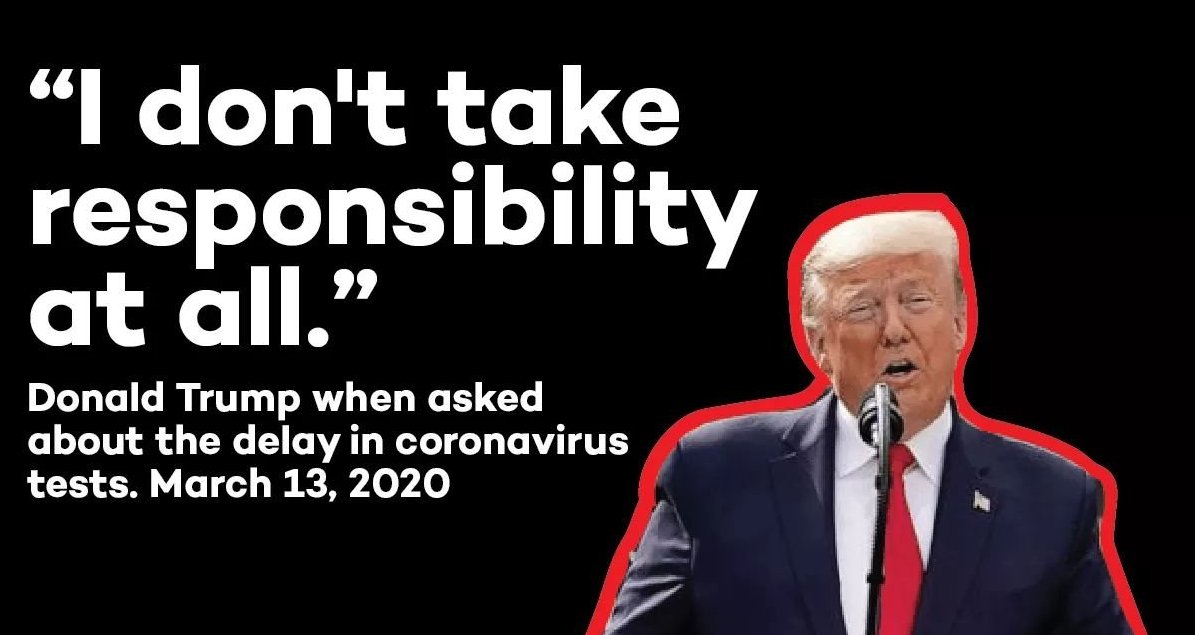 “I don't take
responsibility
at all.”
Donald Trump when asked
about the delay in coronavirus
tests. March 13, 2020